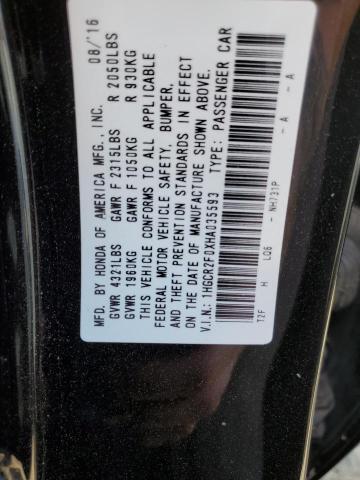 MFD. BY HONDA OF AMERICA MFG., INC. 08/'16
GVWR 4321LBS GAWR F 2315LBS R 2050LBS
GVWR 1960KG GAWR F 1050KG R 930KG
THIS VEHICLE CONFORMS TO ALL APPLICABLE
FEDERAL MOTOR VEHICLE SAFETY, BUMPER,
AND THEFT PREVENTION STANDARDS IN EFFECT
ON THE DATE OF MANUFACTURE SHOWN ABOVE.
V.I.N.: 1HGCR2F0XHA035593 TYPE: PASSENGER CAR
T2F H LQ6 NH731P A A